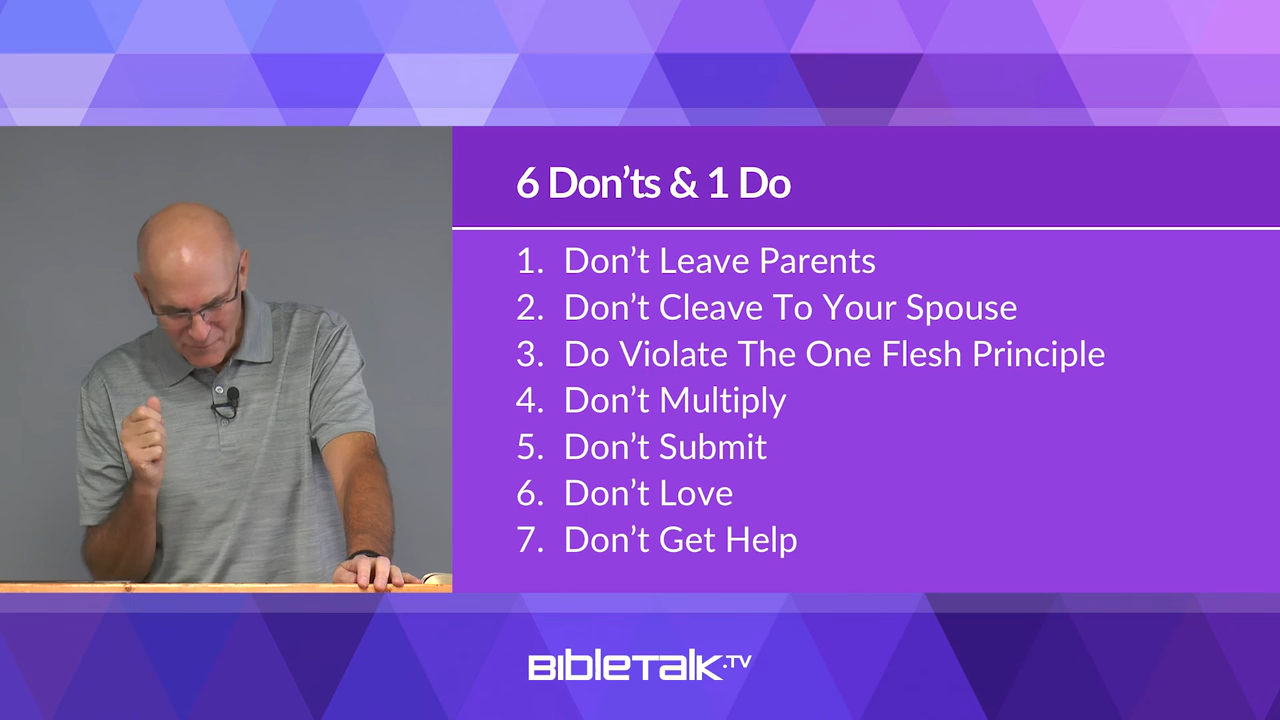 6 Don’ts & 1 Do
1. Don’t Leave Parents
2. Don’t Cleave To Your Spouse
3. Do Violate The One Flesh Principle
4. Don’t Multiply
5. Don’t Submit
6. Don’t Love
7. Don’t Get Help
BIBLETALK.TV